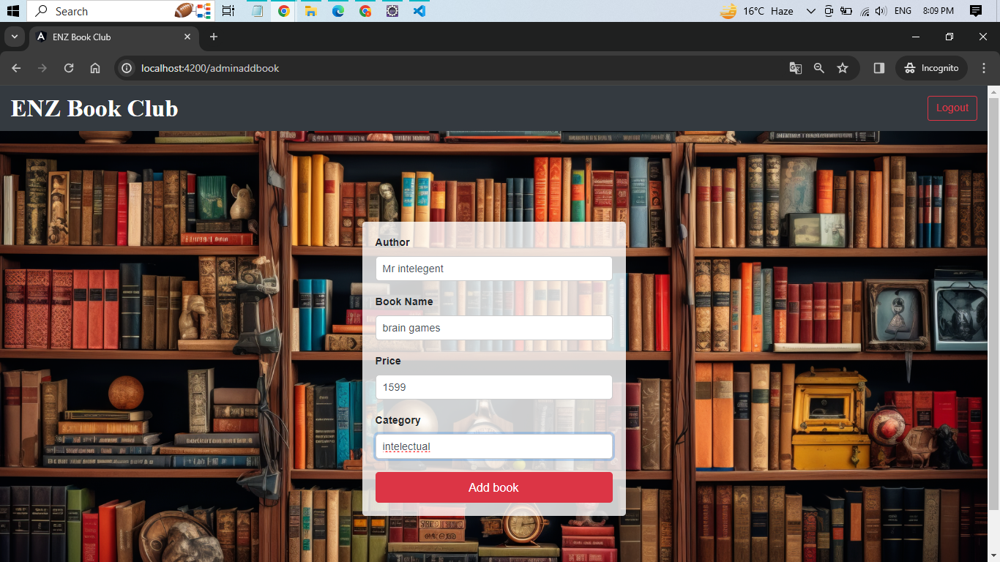 Search
16°C Haze
ENG
8:09 PM
ENZ Book Club
localhost:4200/adminaddbook
Incognito
ENZ Book Club
Logout
Author
Mr intelegent
Book Name
brain games
Price
1599
Category
intelectual
Add book